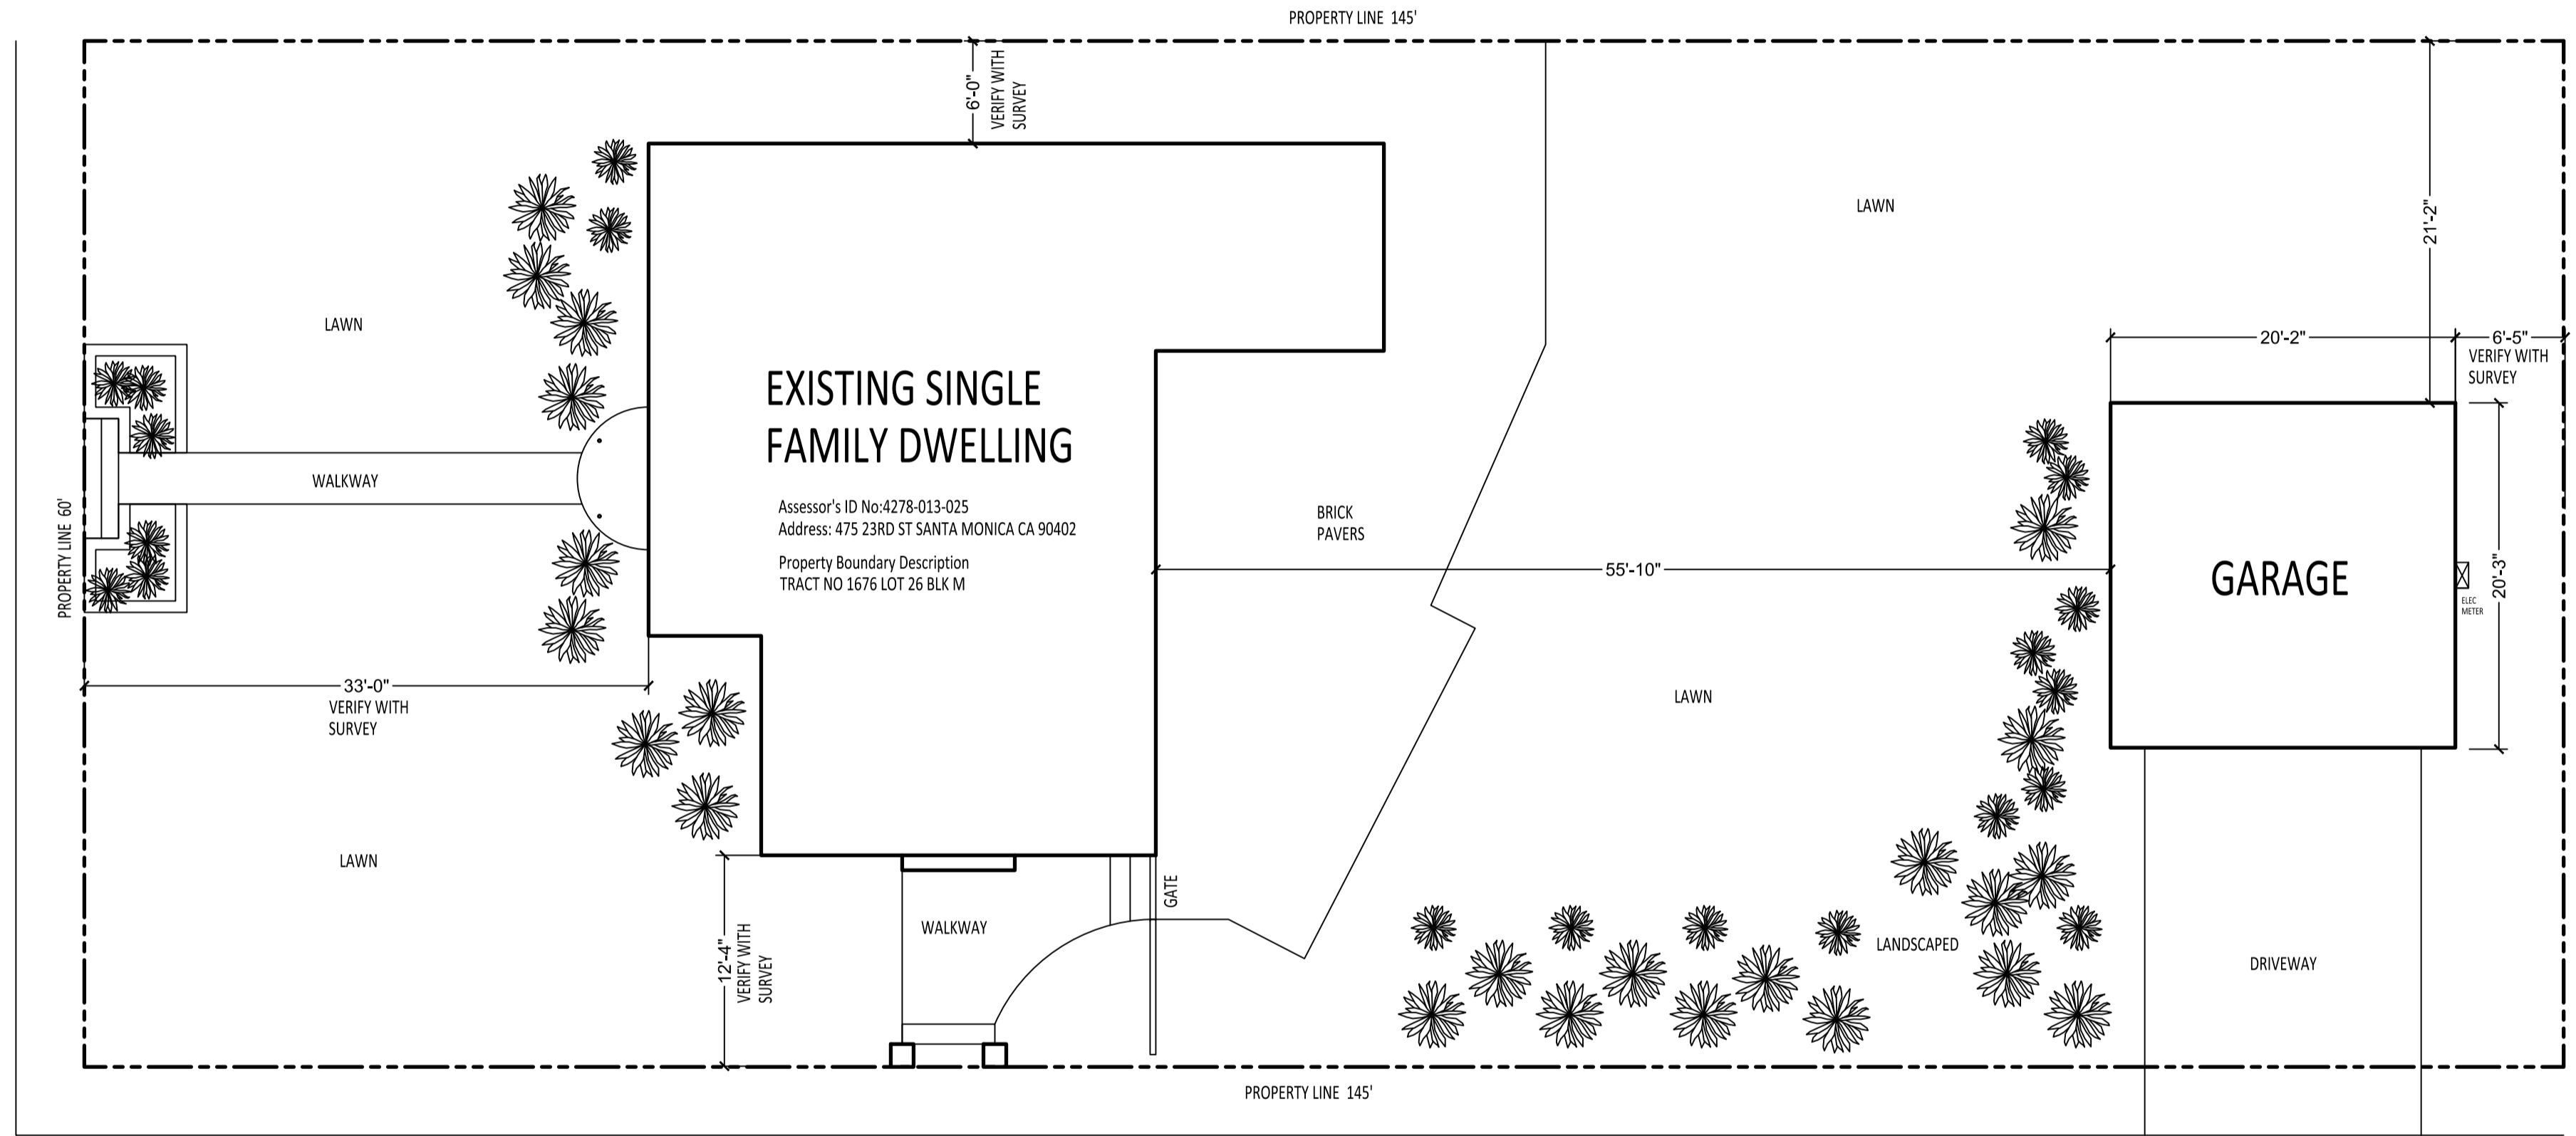 PROPERTY LINE 145'
6'-0"
VERIFY WITH
SURVEY
LAWN
21'-2"
LAWN
20'-2"
6'-5"
VERIFY WITH
SURVEY
EXISTING SINGLE
FAMILY DWELLING
WALKWAY
Assessor's ID No:4278-013-025
Address: 475 23RD ST SANTA MONICA CA 90402
Property Boundary Description
TRACT NO 1676 LOT 26 BLK M
BRICK
PAVERS
PROPERTY LINE 60'
55'-10"
GARAGE
20'-3"
ELEC
METER
33'-0"
VERIFY WITH
SURVEY
LAWN
LAWN
GATE
WALKWAY
12'-4"
VERIFY WITH
SURVEY
LANDSCAPED
DRIVEWAY
PROPERTY LINE 145'